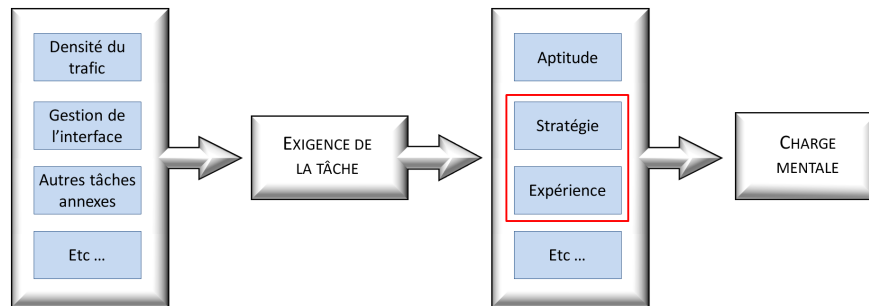 Densité du
trafic
Gestion de
l'interface
Autres tâches
annexes
Etc ...
EXIGENCE DE
LA TÂCHE
Aptitude
Stratégie
Expérience
Etc ...
CHARGE
MENTALE